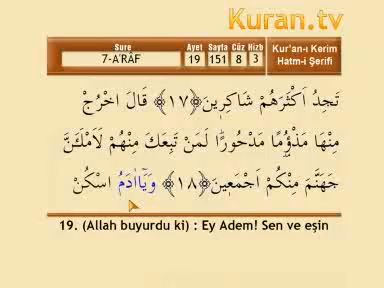 Kuran.tv
Sure Ayet Sayfa Cüz Hizb
7-A'RÂF 19 151 8 3
Kur'an-ı Kerim
Hatm-i Şerifi
تَجِدُ اَكْثَرَهُمْ شَاكِر۪ينَ ﴿١٧﴾ قَالَ اخْرُجْ
مِنْهَا مَذْؤُ۫مًا مَدْحُورًاۜ لَمَنْ تَبِعَكَ مِنْهُمْ لَاَمْلَـَٔنَّ
جَهَنَّمَ مِنْكُمْ اَجْمَع۪ينَ ﴿١٨﴾ وَيَٓا اٰدَمُ اسْكُنْ
19. (Allah buyurdu ki) : Ey Adem! Sen ve eşin